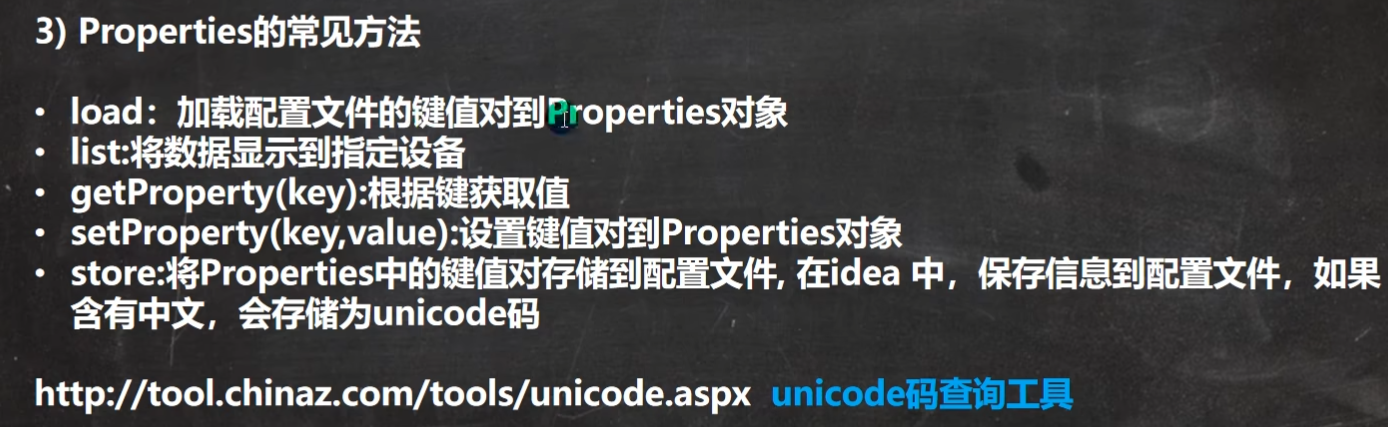 3) Properties的常见方法
• load：加载配置文件的键值对到Properties对象
• list:将数据显示到指定设备
• getProperty(key):根据键获取值
• setProperty(key,value):设置键值对到Properties对象
• store:将Properties中的键值对存储到配置文件, 在idea 中，保存信息到配置文件，如果
含有中文，会存储为unicode码
http://tool.chinaz.com/tools/unicode.aspx unicode码查询工具